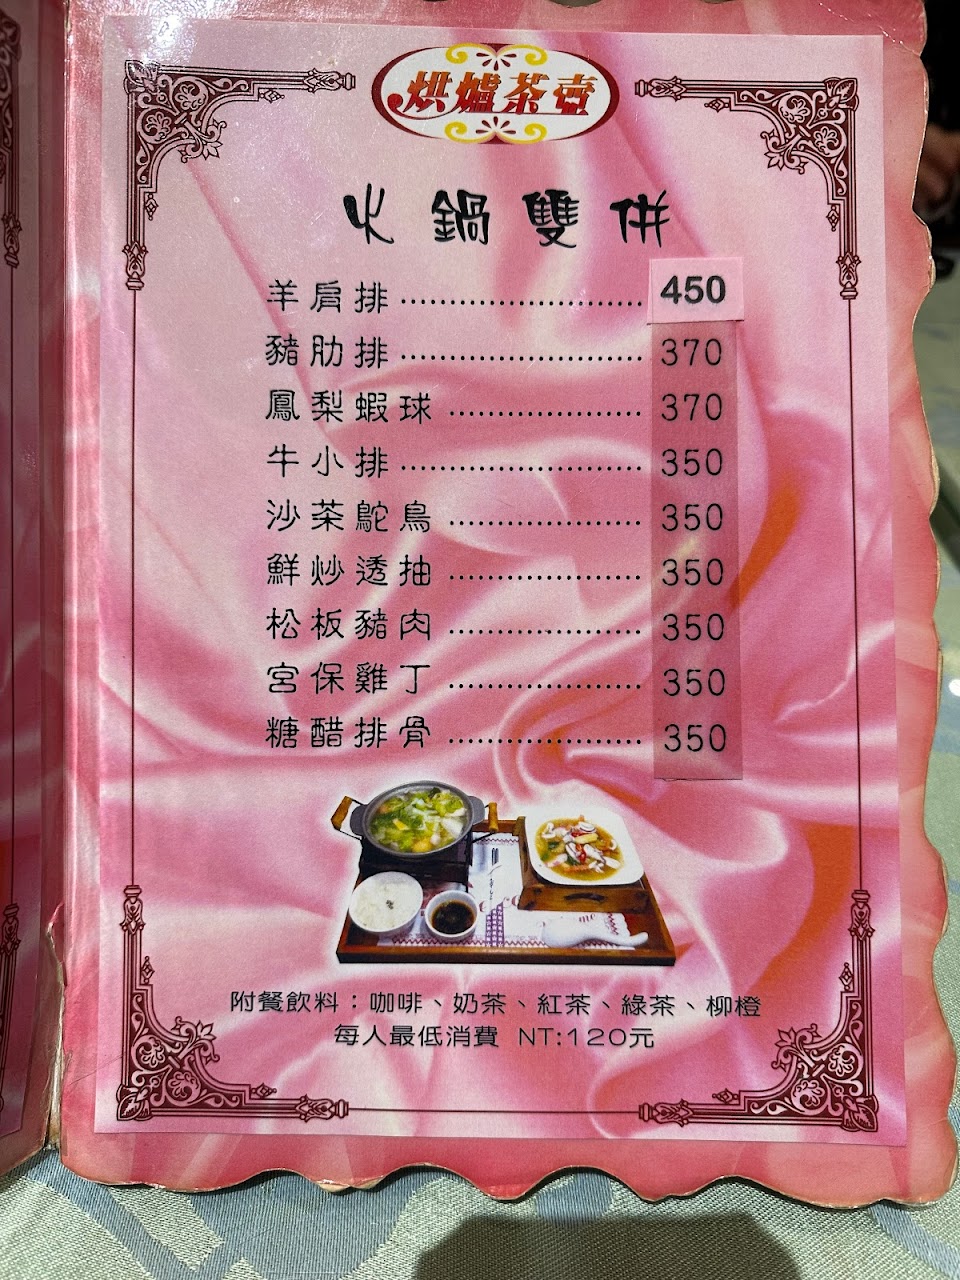 烘爐茶壺
火鍋雙併
羊肩排 450
豬肋排 370
鳳梨蝦球 370
牛小排 350
沙茶鴕鳥 350
鮮炒透抽 350
松板豬肉 350
宮保雞丁 350
糖醋排骨 350
附餐飲料：咖啡、奶茶、紅茶、綠茶、柳橙
每人最低消費 NT:120元